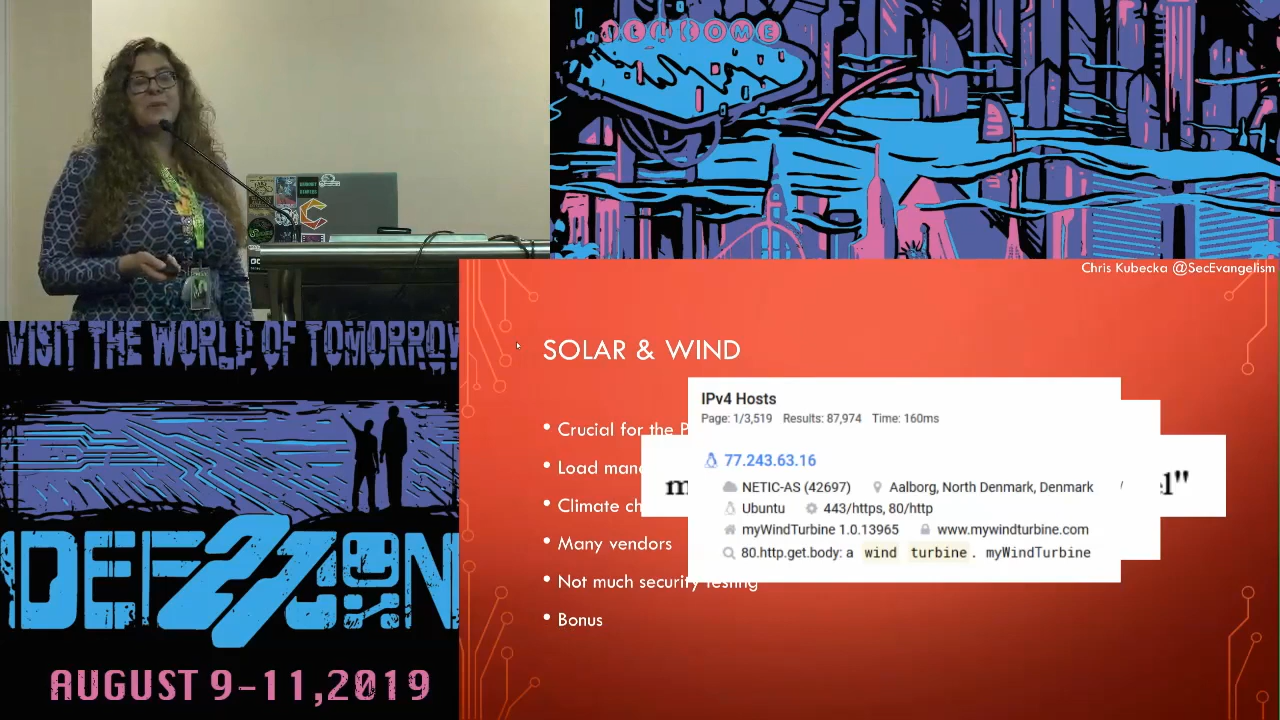 WELCOME
Chris Kubecka @SecEvangelism
VISIT THE WORLD OF TOMORROW
DEF CON
27
AUGUST 9-11,2019
SOLAR & WIND
• Crucial for the P
• Load mana
• Climate ch
• Many vendors
• Not much security testing
• Bonus
IPv4 Hosts
Page: 1/3,519 Results: 87,974 Time: 160ms
77.243.63.16
NETIC-AS (42697) Aalborg, North Denmark, Denmark
Ubuntu 443/https, 80/http
myWindTurbine 1.0.13965 www.mywindturbine.com
80.http.get.body: a wind turbine. myWindTurbine